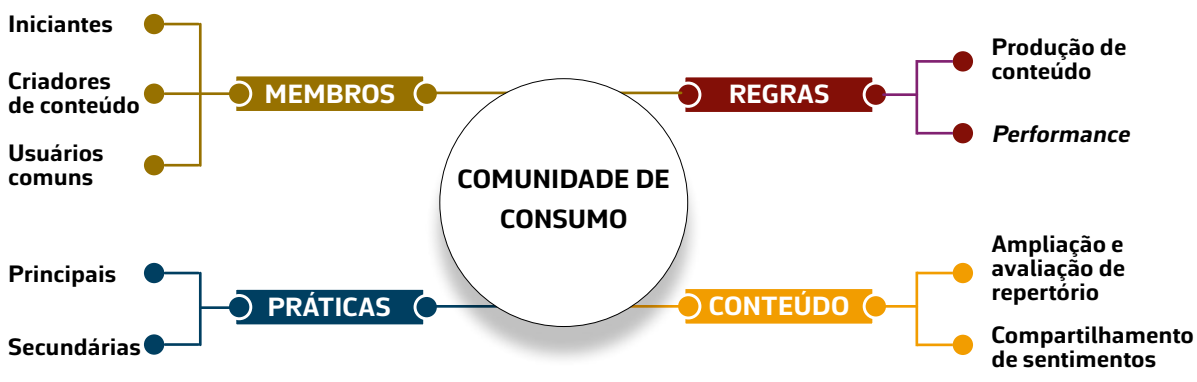 Iniciantes
Criadores
de conteúdo
Usuários
comuns
MEMBROS
Principais
Secundárias
PRÁTICAS
COMUNIDADE DE
CONSUMO
REGRAS
Produção de
conteúdo
Performance
CONTEÚDO
Ampliação e
avaliação de
repertório
Compartilhamento
de sentimentos